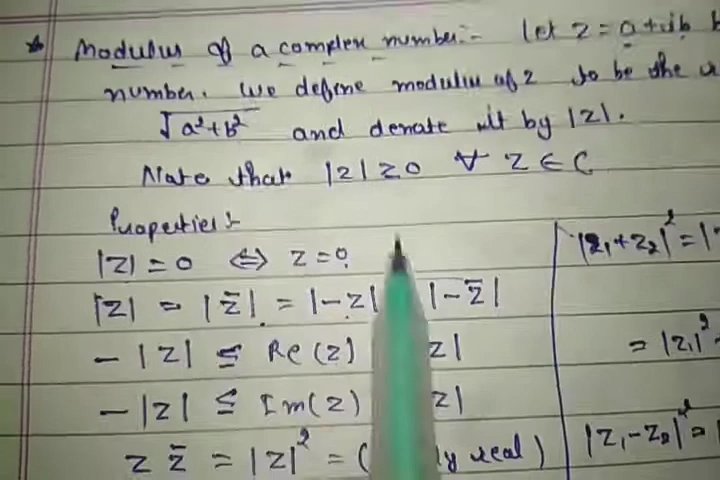 * Modulus of a complex number:- Let z = a+ib
number. We define modulus of z to be the
√a²+b² and denote it by |z|.
Note that |z| ≥ 0 ∀ z ∈ C
Properties:-
|z| = 0 ⇔ z = 0
|z| = |z̄| = |-z| |-z̄|
-|z| ≤ Re(z) z|
-|z| ≤ Im(z) z|
z z̄ = |z|² = ( ly real)
|z₁+z₂|² = |
= |z₁|²
|z₁-z₂|² =